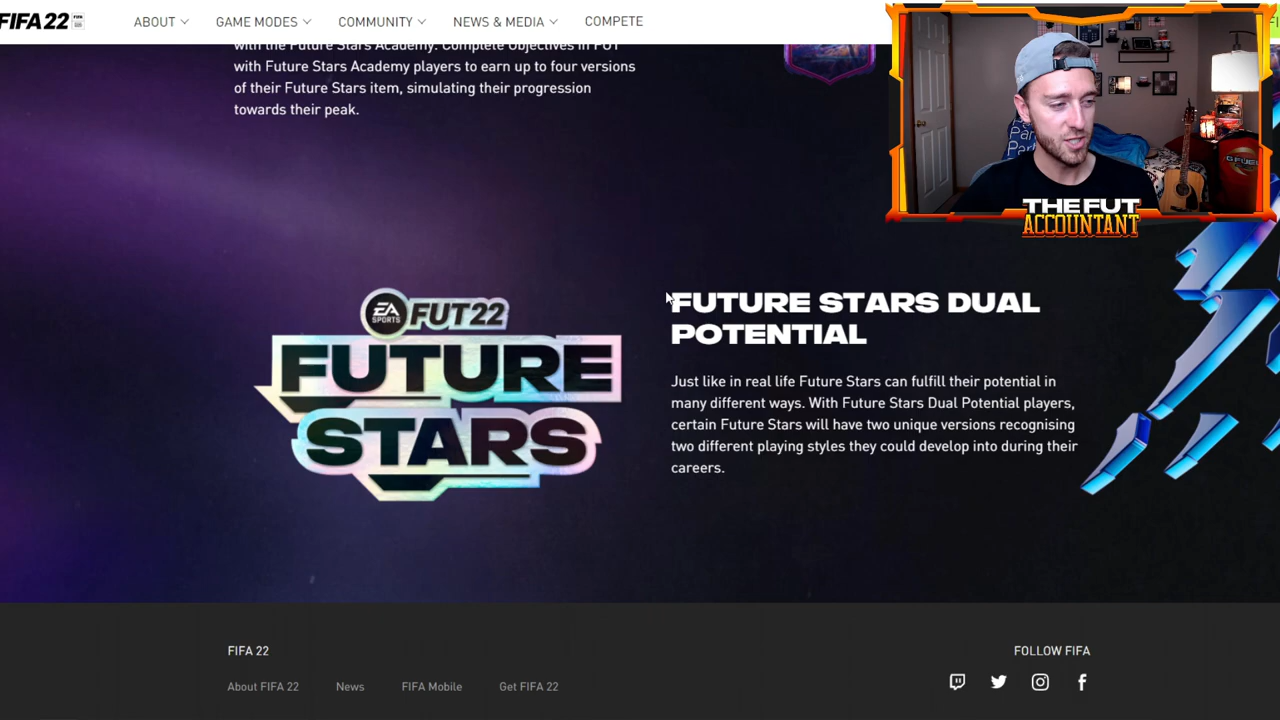 FIFA 22
ABOUT
GAME MODES
COMMUNITY
NEWS & MEDIA
COMPETE
with the Future Stars Academy. Complete Objectives in FUT
with Future Stars Academy players to earn up to four versions
of their Future Stars item, simulating their progression
towards their peak.
THE FUT
ACCOUNTANT
EA
SPORTS
FUT22
FUTURE
STARS
FUTURE STARS DUAL
POTENTIAL
Just like in real life Future Stars can fulfill their potential in
many different ways. With Future Stars Dual Potential players,
certain Future Stars will have two unique versions recognising
two different playing styles they could develop into during their
careers.
FIFA 22
FOLLOW FIFA
About FIFA 22
News
FIFA Mobile
Get FIFA 22